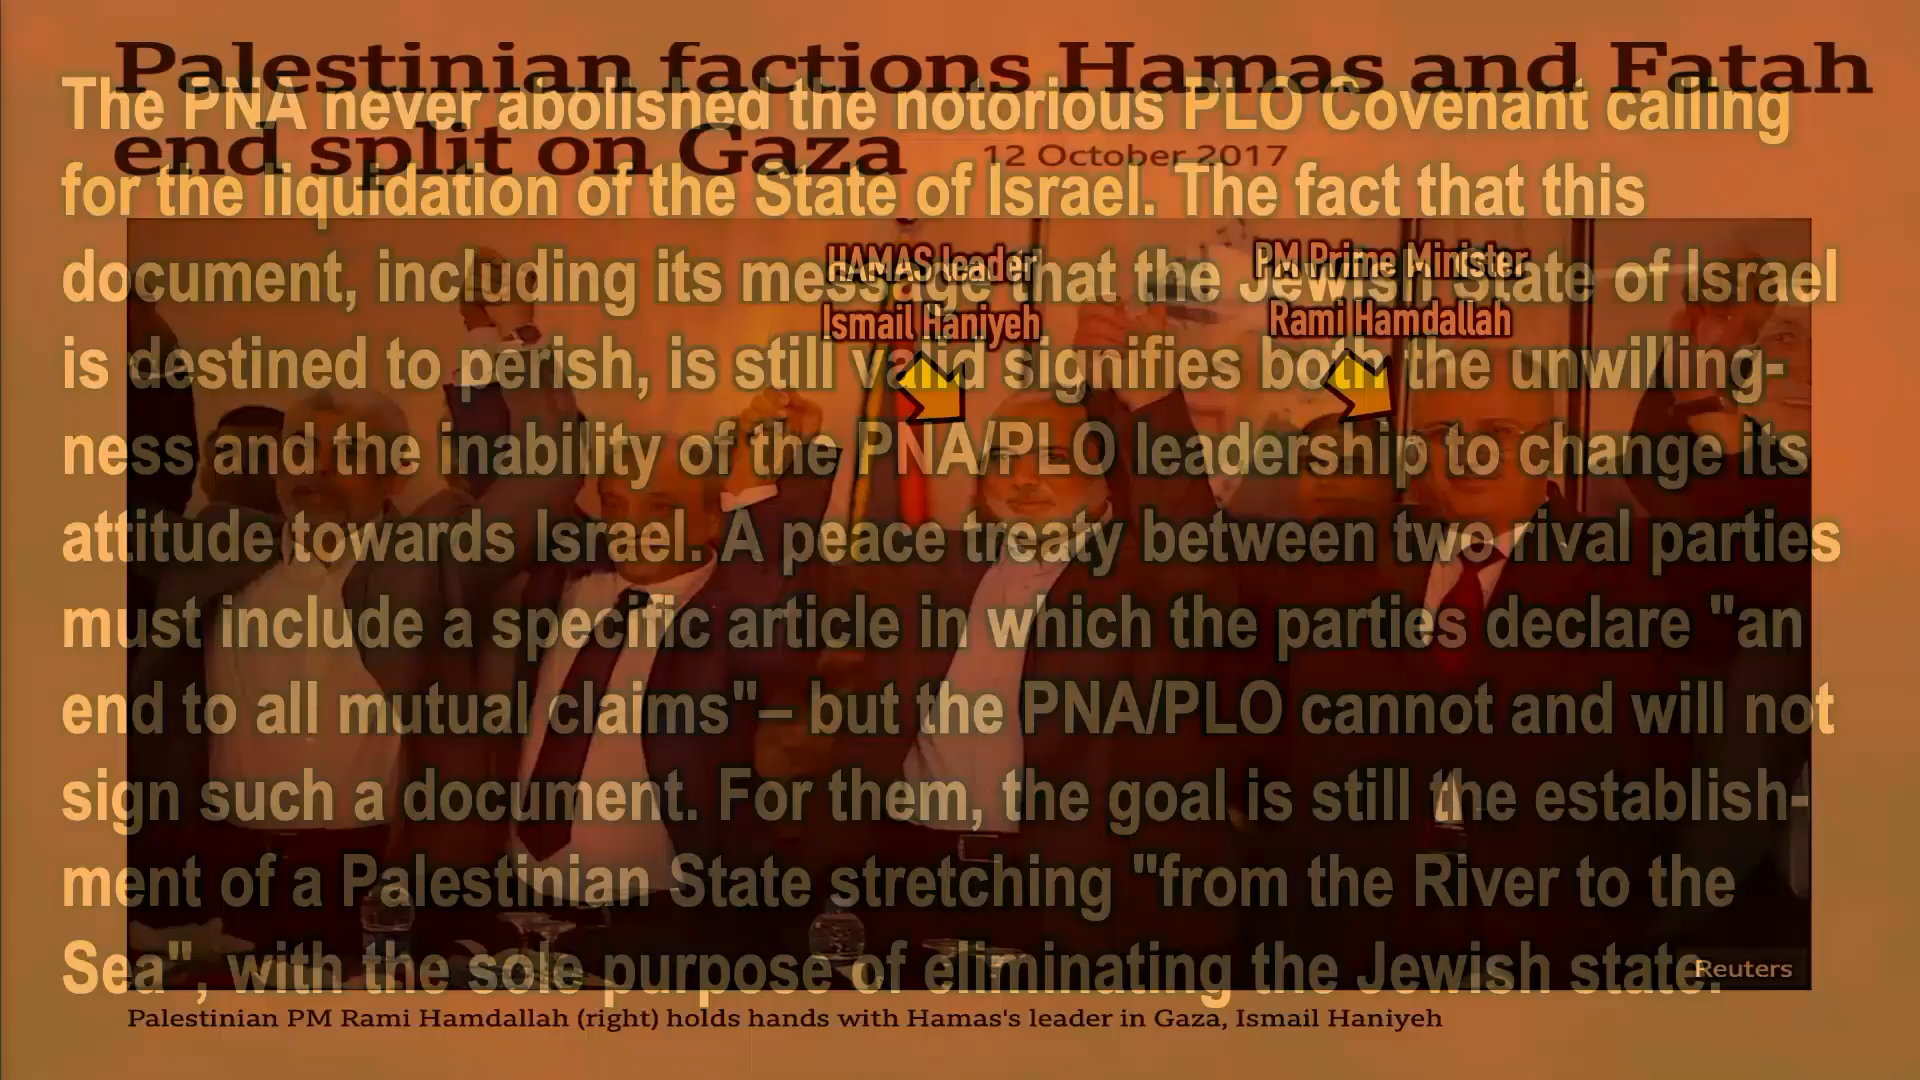 Palestinian factions Hamas and Fatah
end split on Gaza
12 October 2017
The PNA never abolished the notorious PLO Covenant calling
for the liquidation of the State of Israel. The fact that this
document, including its message that the Jewish State of Israel
is destined to perish, is still valid signifies both the unwilling-
ness and the inability of the PNA/PLO leadership to change its
attitude towards Israel. A peace treaty between two rival parties
must include a specific article in which the parties declare "an
end to all mutual claims"– but the PNA/PLO cannot and will not
sign such a document. For them, the goal is still the establish-
ment of a Palestinian State stretching "from the River to the
Sea", with the sole purpose of eliminating the Jewish state.
HAMAS leader
Ismail Haniyeh
PM Prime Minister
Rami Hamdallah
Reuters
Palestinian PM Rami Hamdallah (right) holds hands with Hamas's leader in Gaza, Ismail Haniyeh